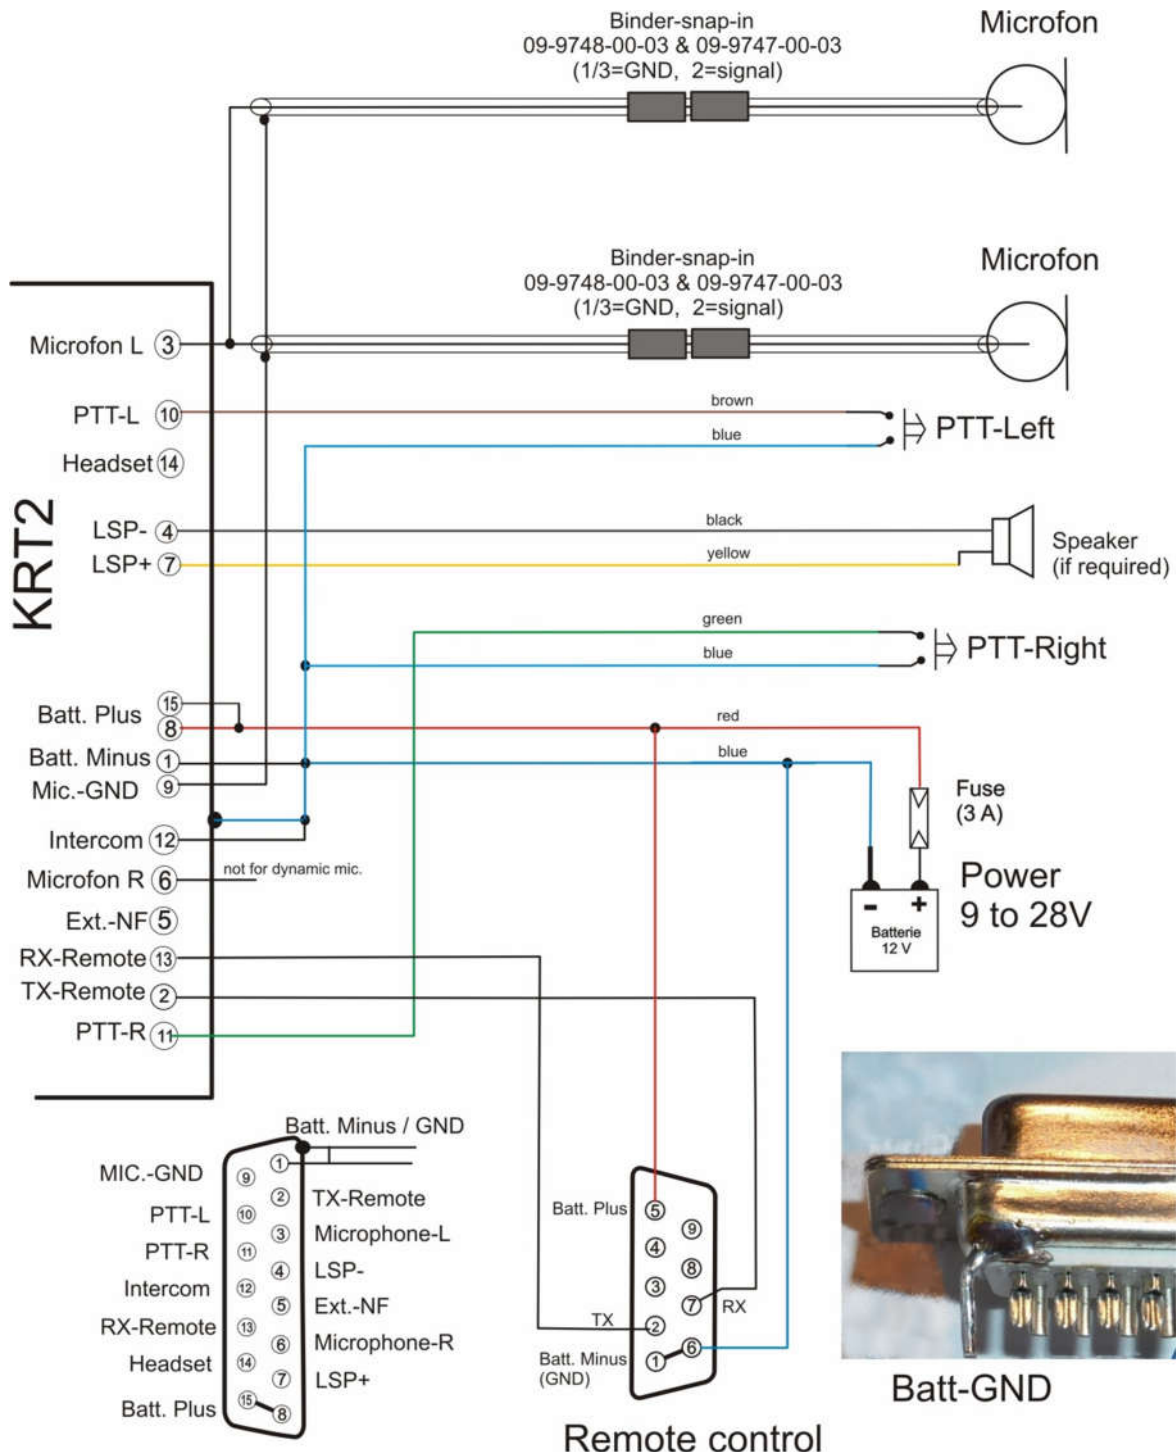 Binder-snap-in
09-9748-00-03 & 09-9747-00-03
(1/3=GND, 2=signal)
Microfon
Binder-snap-in
09-9748-00-03 & 09-9747-00-03
(1/3=GND, 2=signal)
Microfon
KRT2
Microfon L 3
PTT-L 10
brown
blue
PTT-Left
Headset 14
LSP- 4
black
LSP+ 7
yellow
Speaker
(if required)
green
blue
PTT-Right
Batt. Plus
15
8
red
Batt. Minus 1
blue
Mic.-GND 9
Fuse
(3 A)
Intercom 12
Microfon R 6
not for dynamic mic.
Power
9 to 28V
- +
Batterie
12 V
Ext.-NF 5
RX-Remote 13
TX-Remote 2
PTT-R 11
Batt. Minus / GND
MIC.-GND 9
1
PTT-L 10
2 TX-Remote
PTT-R 11
3 Microphone-L
Intercom 12
4 LSP-
RX-Remote 13
5 Ext.-NF
Headset 14
6 Microphone-R
Batt. Plus 15
7 LSP+
8
Batt. Plus 5
9
4
8
3
7 RX
TX 2
6
Batt. Minus
(GND)
1
Remote control
Batt-GND